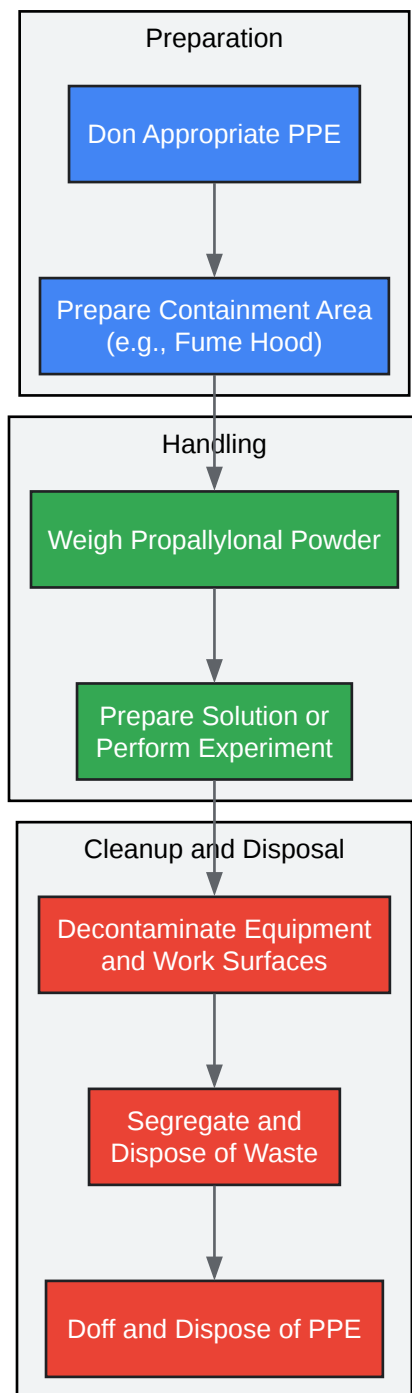 Preparation
Don Appropriate PPE
Prepare Containment Area
(e.g., Fume Hood)
Handling
Weigh Propallylonal Powder
Prepare Solution or
Perform Experiment
Cleanup and Disposal
Decontaminate Equipment
and Work Surfaces
Segregate and
Dispose of Waste
Doff and Dispose of PPE